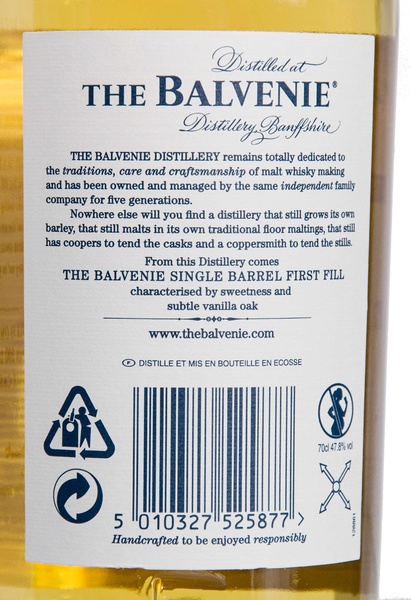 Distilled at
THE BALVENIE®
Distillery, Banffshire
THE BALVENIE DISTILLERY remains totally dedicated to
the traditions, care and craftsmanship of malt whisky making
and has been owned and managed by the same independent family
company for five generations.
Nowhere else will you find a distillery that still grows its own
barley, that still malts in its own traditional floor maltings, that still
has coopers to tend the casks and a coppersmith to tend the stills.
From this Distillery comes
THE BALVENIE SINGLE BARREL FIRST FILL
characterised by sweetness and
subtle vanilla oak
www.thebalvenie.com
DISTILLE ET MIS EN BOUTEILLE EN ECOSSE
70cl 47.8% vol
5 010327 525877 >
Handcrafted to be enjoyed responsibly